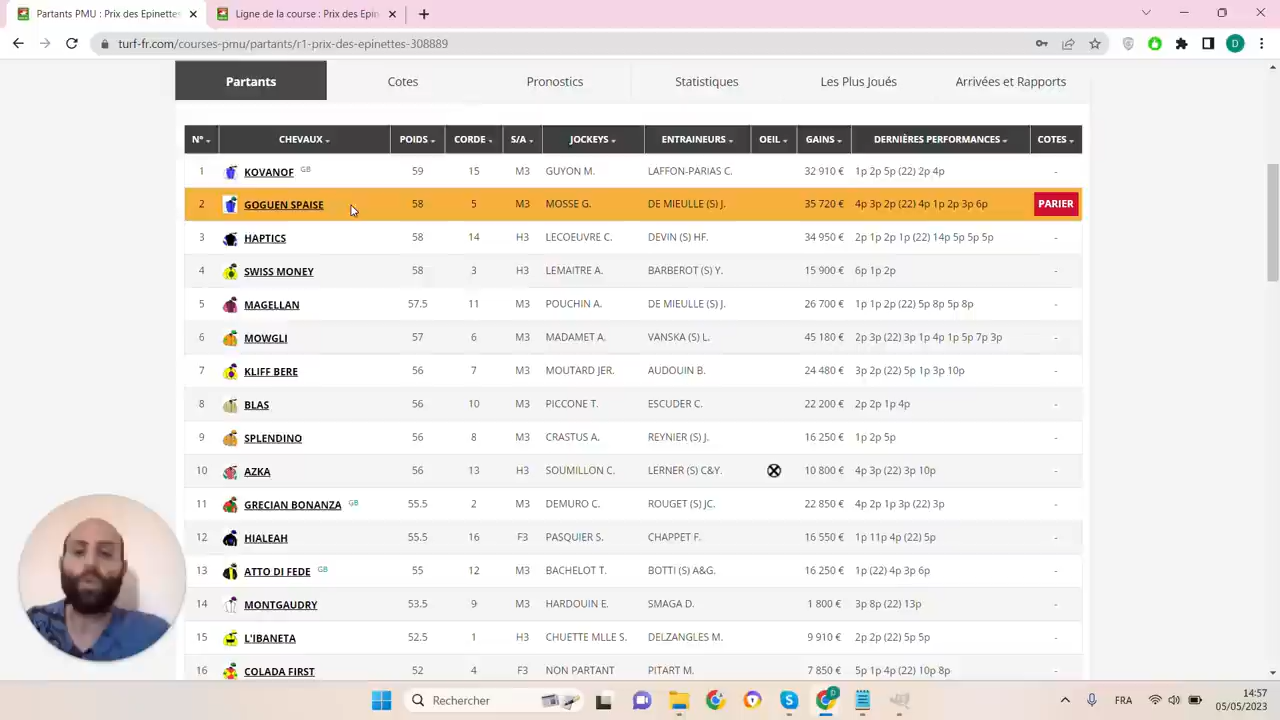 Partants PMU : Prix des Epinettes
Ligne de la course : Prix des Epin
turf-fr.com/courses-pmu/partants/r1-prix-des-epinettes-308889
D
Partants Cotes Pronostics Statistiques Les Plus Joués Arrivées et Rapports
N° CHEVAUX POIDS CORDE S/A JOCKEYS ENTRAINEURS OEIL GAINS DERNIÈRES PERFORMANCES COTES
1 KOVANOF GB 59 15 M3 GUYON M. LAFFON-PARIAS C. 32 910 € 1p 2p 5p (22) 2p 4p -
2 GOGUEN SPAISE 58 5 M3 MOSSE G. DE MIEULLE (S) J. 35 720 € 4p 3p 2p (22) 4p 1p 2p 3p 6p PARIER
3 HAPTICS 58 14 H3 LECOEUVRE C. DEVIN (S) HF. 34 950 € 2p 1p 2p 1p (22) 14p 5p 5p 5p -
4 SWISS MONEY 58 3 H3 LEMAITRE A. BARBEROT (S) Y. 15 900 € 6p 1p 2p -
5 MAGELLAN 57.5 11 M3 POUCHIN A. DE MIEULLE (S) J. 26 700 € 1p 1p 2p (22) 5p 8p 5p 8p -
6 MOWGLI 57 6 M3 MADAMET A. VANSKA (S) L. 45 180 € 2p 3p (22) 3p 1p 4p 1p 5p 7p 3p -
7 KLIFF BERE 56 7 M3 MOUTARD JER. AUDOUIN B. 24 480 € 3p 2p (22) 5p 1p 3p 10p -
8 BLAS 56 10 M3 PICCONE T. ESCUDER C. 22 200 € 2p 2p 1p 4p -
9 SPLENDINO 56 8 M3 CRASTUS A. REYNIER (S) J. 16 250 € 1p 2p 5p -
10 AZKA 56 13 H3 SOUMILLON C. LERNER (S) C&Y. 10 800 € 4p 3p (22) 3p 10p -
11 GRECIAN BONANZA GB 55.5 2 M3 DEMURO C. ROUGET (S) JC. 22 850 € 4p 2p 1p 3p (22) 3p -
12 HIALEAH 55.5 16 F3 PASQUIER S. CHAPPET F. 16 550 € 1p 11p 4p (22) 5p -
13 ATTO DI FEDE GB 55 12 M3 BACHELOT T. BOTTI (S) A&G. 16 250 € 1p (22) 4p 3p 6p -
14 MONTGAUDRY 53.5 9 M3 HARDOUIN E. SMAGA D. 1 800 € 3p 8p (22) 13p -
15 L'IBANETA 52.5 1 H3 CHUETTE MLLE S. DELZANGLES M. 9 910 € 2p 2p (22) 5p 5p -
16 COLADA FIRST 52 4 F3 NON PARTANT PITART M. 7 850 € 5p 1p 4p (22) 10p 8p -
Rechercher
FRA
14:57
05/05/2023